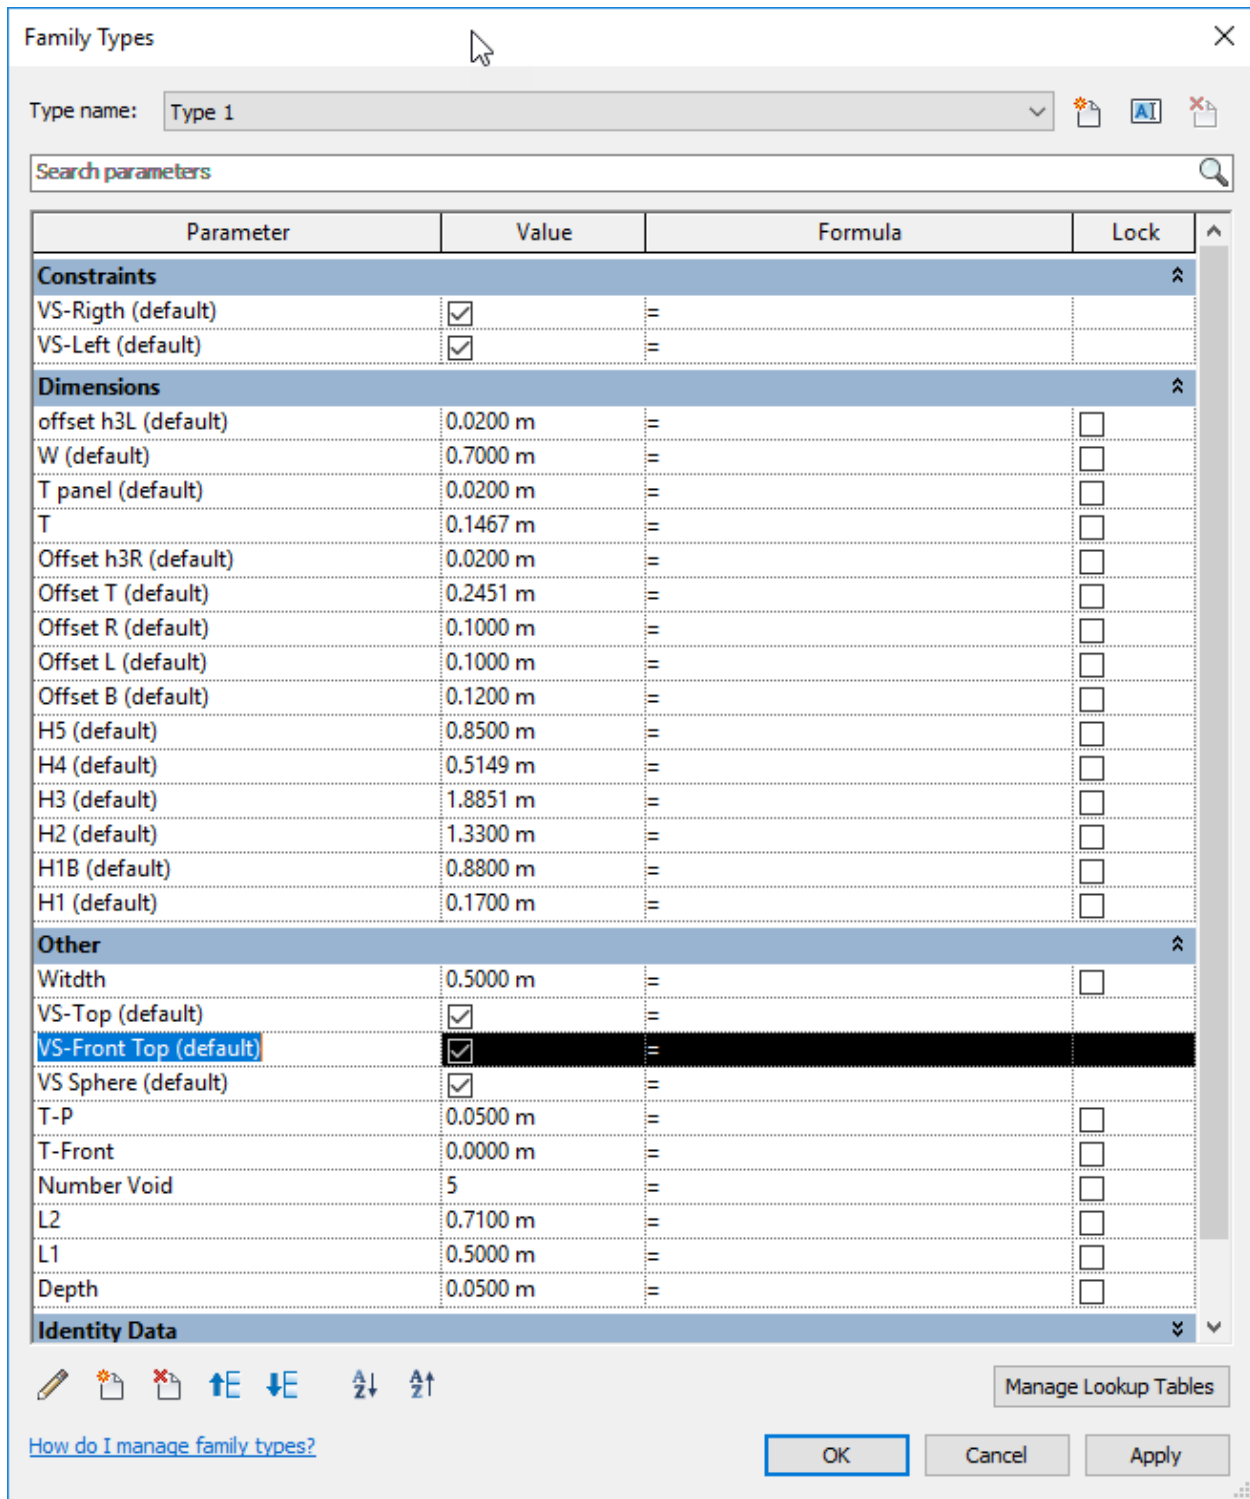 Family Types
Type name: Type 1
Search parameters
Parameter Value Formula Lock
Constraints
VS-Rigth (default) =
VS-Left (default) =
Dimensions
offset h3L (default) 0.0200 m =
W (default) 0.7000 m =
T panel (default) 0.0200 m =
T 0.1467 m =
Offset h3R (default) 0.0200 m =
Offset T (default) 0.2451 m =
Offset R (default) 0.1000 m =
Offset L (default) 0.1000 m =
Offset B (default) 0.1200 m =
H5 (default) 0.8500 m =
H4 (default) 0.5149 m =
H3 (default) 1.8851 m =
H2 (default) 1.3300 m =
H1B (default) 0.8800 m =
H1 (default) 0.1700 m =
Other
Witdth 0.5000 m =
VS-Top (default) =
VS-Front Top (default) =
VS Sphere (default) =
T-P 0.0500 m =
T-Front 0.0000 m =
Number Void 5 =
L2 0.7100 m =
L1 0.5000 m =
Depth 0.0500 m =
Identity Data
Manage Lookup Tables
How do I manage family types?
OK Cancel Apply